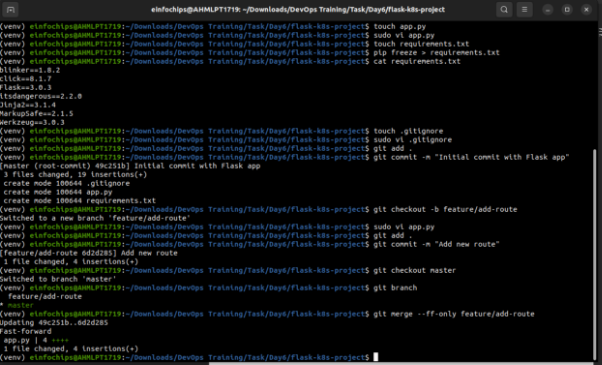 einfochips@AHMLPT1719: ~/Downloads/DevOps Training/Task/Day6/flask-k8s-project
(venv) einfochips@AHMLPT1719:~/Downloads/DevOps Training/Task/Day6/flask-k8s-project$ touch app.py
(venv) einfochips@AHMLPT1719:~/Downloads/DevOps Training/Task/Day6/flask-k8s-project$ sudo vi app.py
(venv) einfochips@AHMLPT1719:~/Downloads/DevOps Training/Task/Day6/flask-k8s-project$ touch requirements.txt
(venv) einfochips@AHMLPT1719:~/Downloads/DevOps Training/Task/Day6/flask-k8s-project$ pip freeze > requirements.txt
(venv) einfochips@AHMLPT1719:~/Downloads/DevOps Training/Task/Day6/flask-k8s-project$ cat requirements.txt
blinker==1.8.2
click==8.1.7
Flask==3.0.3
itsdangerous==2.2.0
Jinja2==3.1.4
MarkupSafe==2.1.5
Werkzeug==3.0.3
(venv) einfochips@AHMLPT1719:~/Downloads/DevOps Training/Task/Day6/flask-k8s-project$ touch .gitignore
(venv) einfochips@AHMLPT1719:~/Downloads/DevOps Training/Task/Day6/flask-k8s-project$ sudo vi .gitignore
(venv) einfochips@AHMLPT1719:~/Downloads/DevOps Training/Task/Day6/flask-k8s-project$ git add .
(venv) einfochips@AHMLPT1719:~/Downloads/DevOps Training/Task/Day6/flask-k8s-project$ git commit -m "Initial commit with Flask app"
[master (root-commit) 49c251b] Initial commit with Flask app
 3 files changed, 19 insertions(+)
 create mode 100644 .gitignore
 create mode 100644 app.py
 create mode 100644 requirements.txt
(venv) einfochips@AHMLPT1719:~/Downloads/DevOps Training/Task/Day6/flask-k8s-project$ git checkout -b feature/add-route
Switched to a new branch 'feature/add-route'
(venv) einfochips@AHMLPT1719:~/Downloads/DevOps Training/Task/Day6/flask-k8s-project$ sudo vi app.py
(venv) einfochips@AHMLPT1719:~/Downloads/DevOps Training/Task/Day6/flask-k8s-project$ git add .
(venv) einfochips@AHMLPT1719:~/Downloads/DevOps Training/Task/Day6/flask-k8s-project$ git commit -m "Add new route"
[feature/add-route 6d2d285] Add new route
 1 file changed, 4 insertions(+)
(venv) einfochips@AHMLPT1719:~/Downloads/DevOps Training/Task/Day6/flask-k8s-project$ git checkout master
Switched to branch 'master'
(venv) einfochips@AHMLPT1719:~/Downloads/DevOps Training/Task/Day6/flask-k8s-project$ git branch
  feature/add-route
* master
(venv) einfochips@AHMLPT1719:~/Downloads/DevOps Training/Task/Day6/flask-k8s-project$ git merge --ff-only feature/add-route
Updating 49c251b..6d2d285
Fast-forward
 app.py | 4 ++++
 1 file changed, 4 insertions(+)
(venv) einfochips@AHMLPT1719:~/Downloads/DevOps Training/Task/Day6/flask-k8s-project$